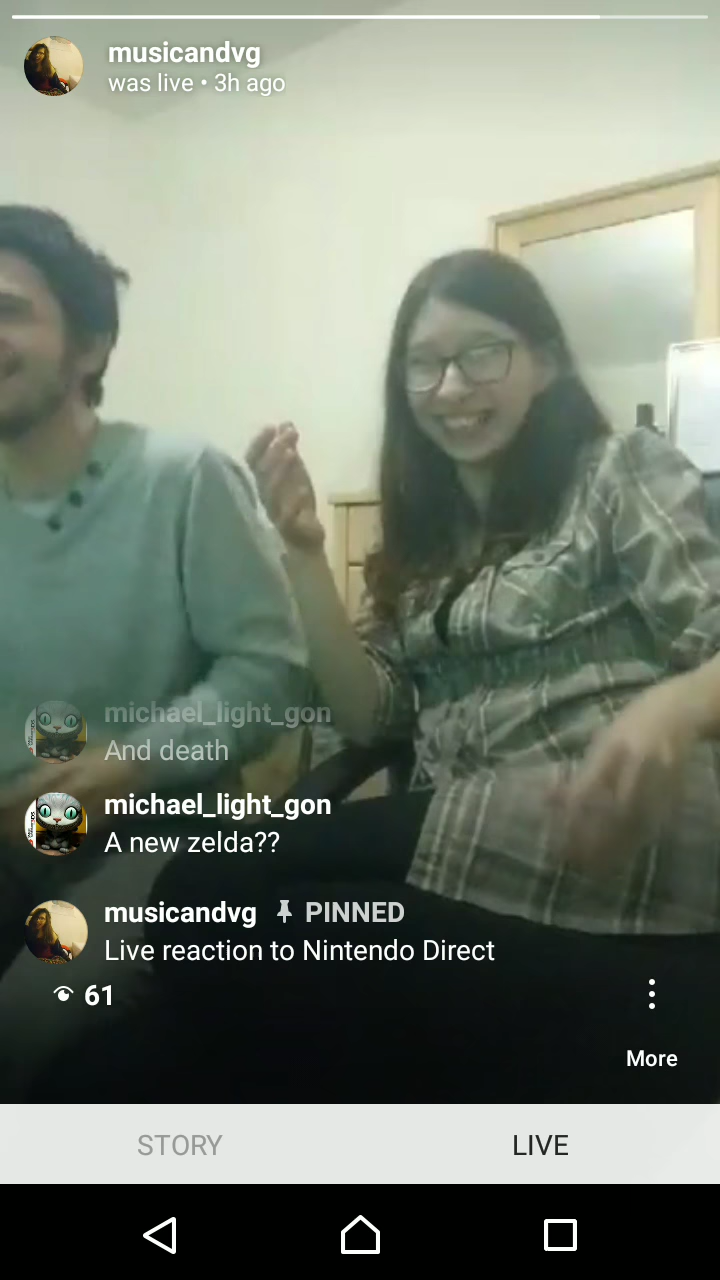 musicandvg
was live • 3h ago
michael_light_gon
And death
michael_light_gon
A new zelda??
musicandvg PINNED
Live reaction to Nintendo Direct
61
More
STORY LIVE